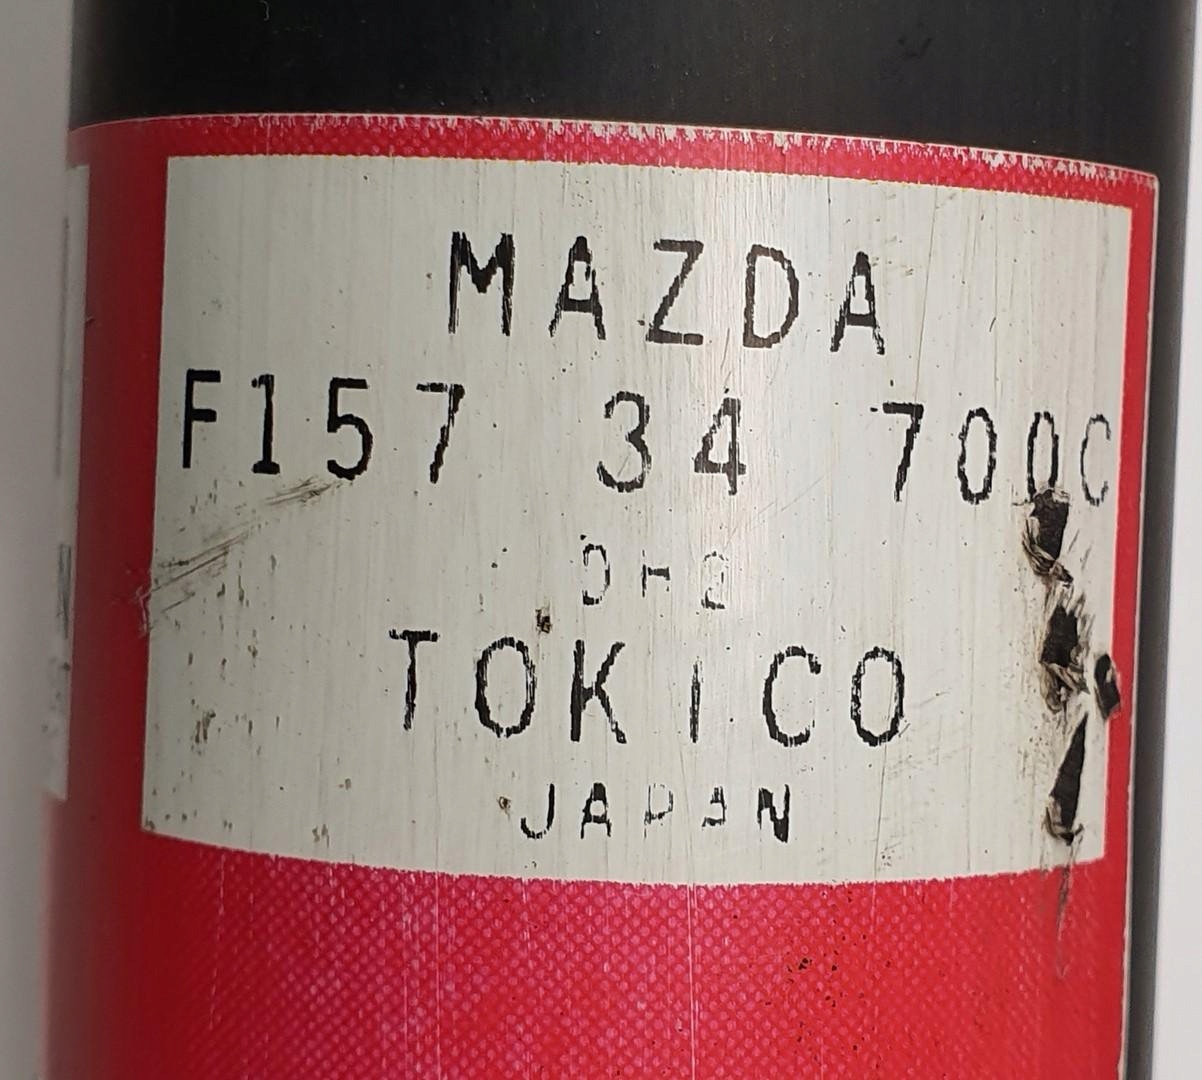 MAZDA
F157 34 700C
TOKICO
JAPAN